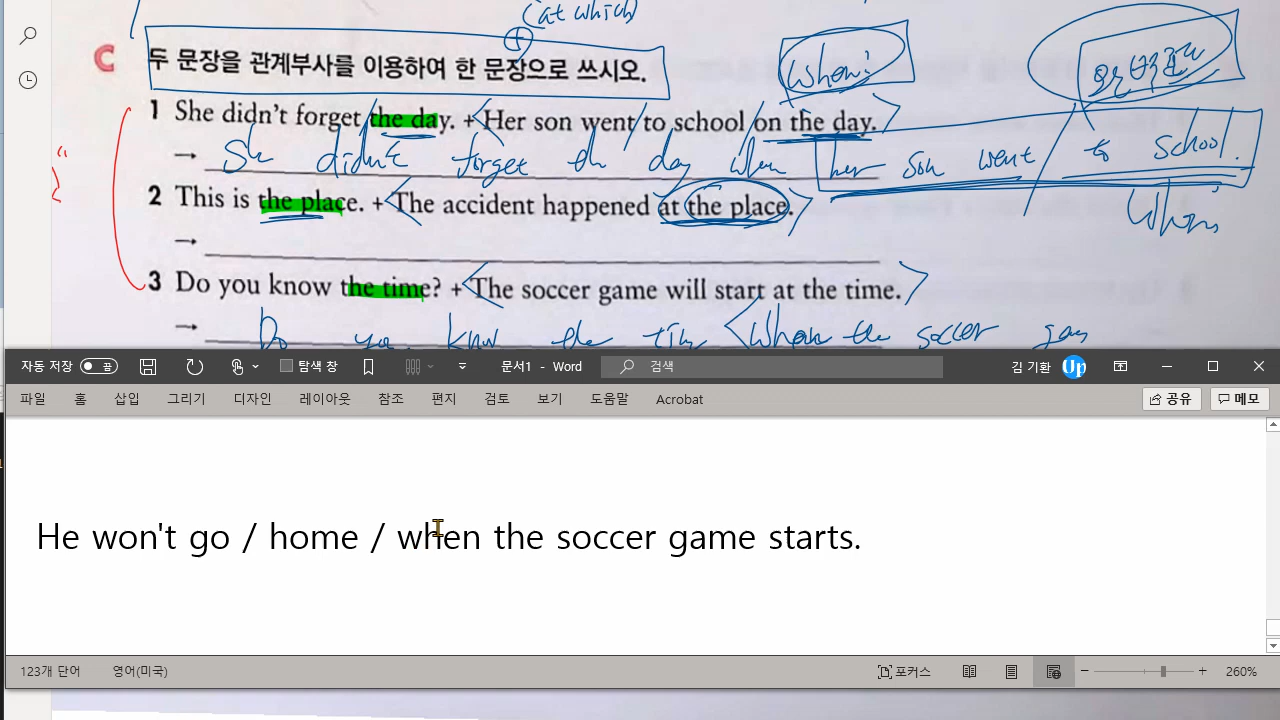 (at which)
C 두 문장을 관계부사를 이용하여 한 문장으로 쓰시오.
when:
1 She didn't forget the day. + Her son went to school on the day.
→ She didn't forget the day when her son went / to school.
2 This is the place. + The accident happened at the place.
→
3 Do you know the time? + The soccer game will start at the time.
→ Do you know the time when the soccer game
자동 저장 끔 탐색 창 문서1 - Word 검색 김 기환 Up
파일 홈 삽입 그리기 디자인 레이아웃 참조 편지 검토 보기 도움말 Acrobat 공유 메모
He won't go / home / when the soccer game starts.
123개 단어 영어(미국) 포커스 260%